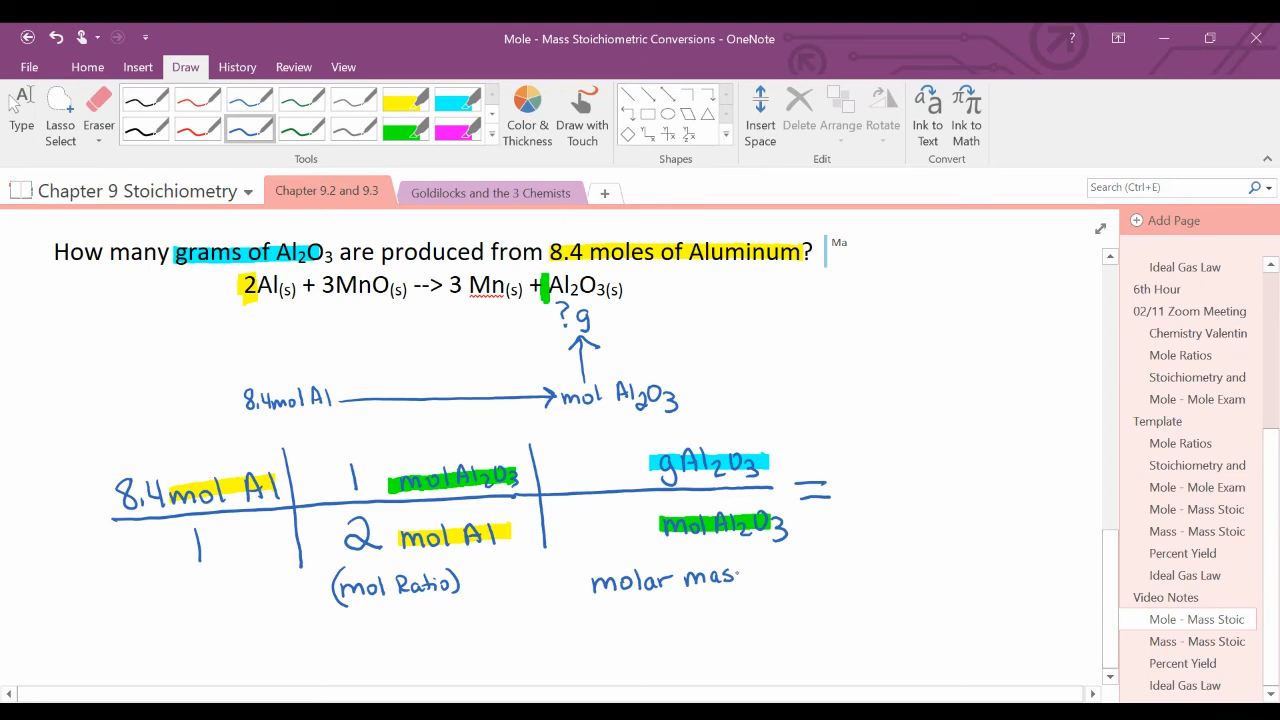 Mole - Mass Stoichiometric Conversions - OneNote
?
File Home Insert Draw History Review View
Type
Lasso Select
Eraser
Color & Thickness
Draw with Touch
Insert Space
Delete
Arrange
Rotate
Ink to Text
Ink to Math
Tools
Shapes
Edit
Convert
Chapter 9 Stoichiometry
Chapter 9.2 and 9.3
Goldilocks and the 3 Chemists
Search (Ctrl+E)
Add Page
How many grams of Al₂O₃ are produced from 8.4 moles of Aluminum?
Ma
2Al(s) + 3MnO(s) --> 3 Mn(s) + Al₂O₃(s)
? g
8.4mol Al → mol Al₂O₃
8.4 mol Al | 1 mol Al₂O₃ | g Al₂O₃ =
1 | 2 mol Al | mol Al₂O₃
(mol Ratio) molar mas
Ideal Gas Law
6th Hour
02/11 Zoom Meeting
Chemistry Valentin
Mole Ratios
Stoichiometry and
Mole - Mole Exam
Template
Mole Ratios
Stoichiometry and
Mole - Mole Exam
Mole - Mass Stoic
Mass - Mass Stoic
Percent Yield
Ideal Gas Law
Video Notes
Mole - Mass Stoic
Mass - Mass Stoic
Percent Yield
Ideal Gas Law